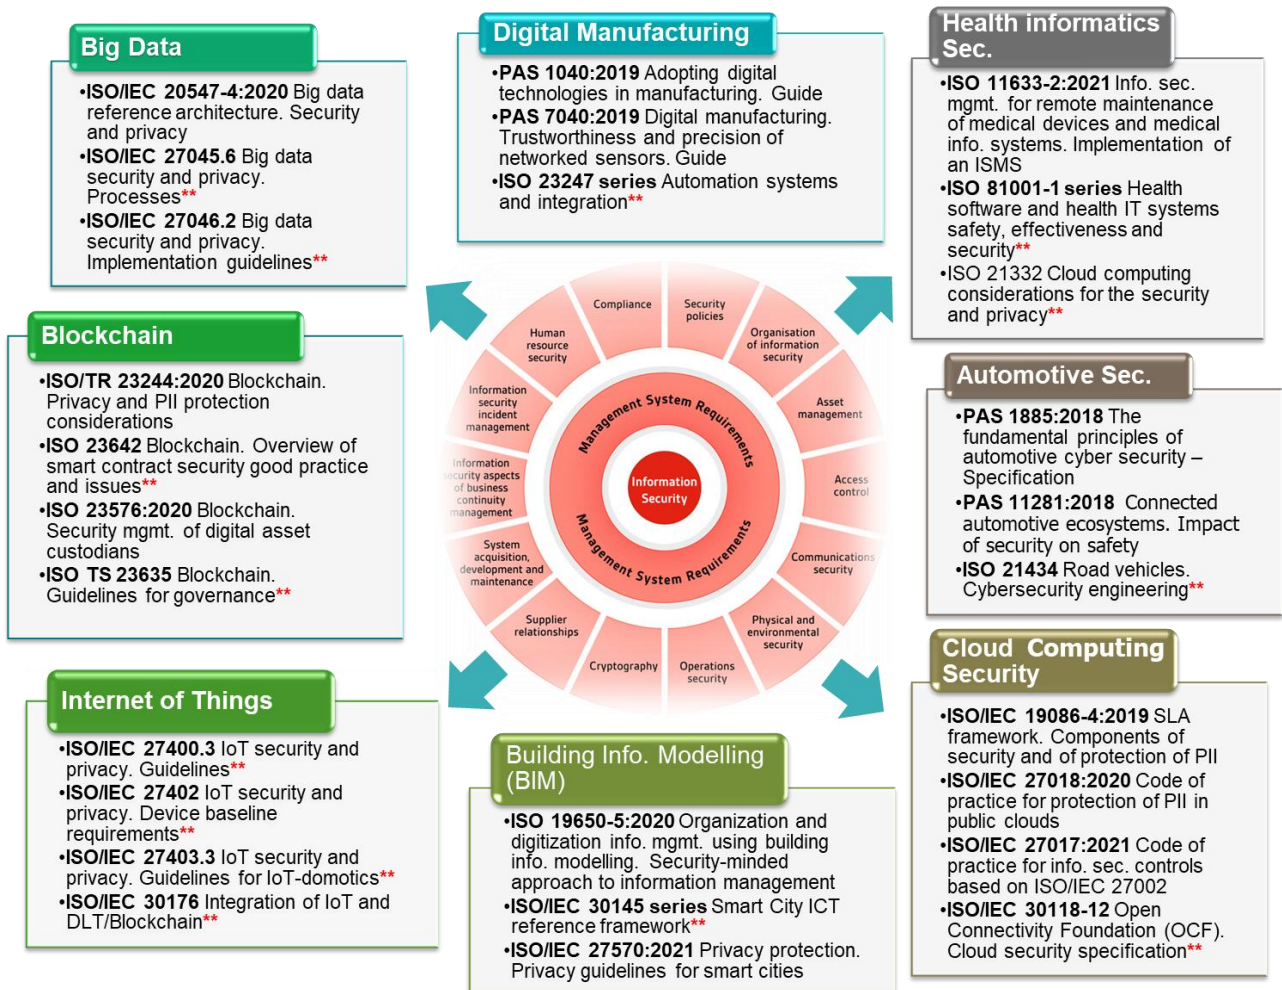 Big Data
•ISO/IEC 20547-4:2020 Big data
reference architecture. Security
and privacy
•ISO/IEC 27045.6 Big data
security and privacy.
Processes**
•ISO/IEC 27046.2 Big data
security and privacy.
Implementation guidelines**
Digital Manufacturing
•PAS 1040:2019 Adopting digital
technologies in manufacturing. Guide
•PAS 7040:2019 Digital manufacturing.
Trustworthiness and precision of
networked sensors. Guide
•ISO 23247 series Automation systems
and integration**
Health informatics
Sec.
•ISO 11633-2:2021 Info. sec.
mgmt. for remote maintenance
of medical devices and medical
info. systems. Implementation of
an ISMS
•ISO 81001-1 series Health
software and health IT systems
safety, effectiveness and
security**
•ISO 21332 Cloud computing
considerations for the security
and privacy**
Blockchain
•ISO/TR 23244:2020 Blockchain.
Privacy and PII protection
considerations
•ISO 23642 Blockchain. Overview of
smart contract security good practice
and issues**
•ISO 23576:2020 Blockchain.
Security mgmt. of digital asset
custodians
•ISO TS 23635 Blockchain.
Guidelines for governance**
Compliance
Security
policies
Organisation
of information
security
Asset
management
Access
control
Communications
security
Physical and
environmental
security
Operations
security
Cryptography
Supplier
relationships
System
acquisition,
development and
maintenance
Information
security aspects
of business
continuity
management
Information
security
incident
management
Human
resource
security
Management System Requirements
Information
Security
Management System Requirements
Automotive Sec.
•PAS 1885:2018 The
fundamental principles of
automotive cyber security –
Specification
•PAS 11281:2018 Connected
automotive ecosystems. Impact
of security on safety
•ISO 21434 Road vehicles.
Cybersecurity engineering**
Internet of Things
•ISO/IEC 27400.3 IoT security and
privacy. Guidelines**
•ISO/IEC 27402 IoT security and
privacy. Device baseline
requirements**
•ISO/IEC 27403.3 IoT security and
privacy. Guidelines for IoT-domotics**
•ISO/IEC 30176 Integration of IoT and
DLT/Blockchain**
Building Info. Modelling
(BIM)
•ISO 19650-5:2020 Organization and
digitization info. mgmt. using building
info. modelling. Security-minded
approach to information management
•ISO/IEC 30145 series Smart City ICT
reference framework**
•ISO/IEC 27570:2021 Privacy protection.
Privacy guidelines for smart cities
Cloud Computing
Security
•ISO/IEC 19086-4:2019 SLA
framework. Components of
security and of protection of PII
•ISO/IEC 27018:2020 Code of
practice for protection of PII in
public clouds
•ISO/IEC 27017:2021 Code of
practice for info. sec. controls
based on ISO/IEC 27002
•ISO/IEC 30118-12 Open
Connectivity Foundation (OCF).
Cloud security specification**